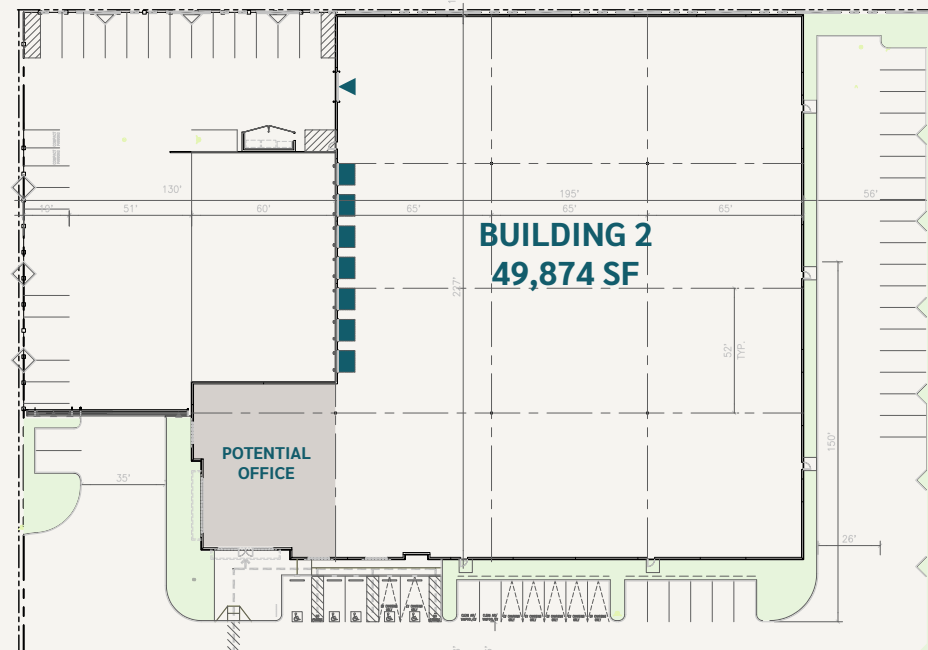 130'
195'
56'
18'
51'
60'
65'
65'
65'
BUILDING 2
49,874 SF
227'
52'
TYP.
POTENTIAL
OFFICE
150'
35'
26'